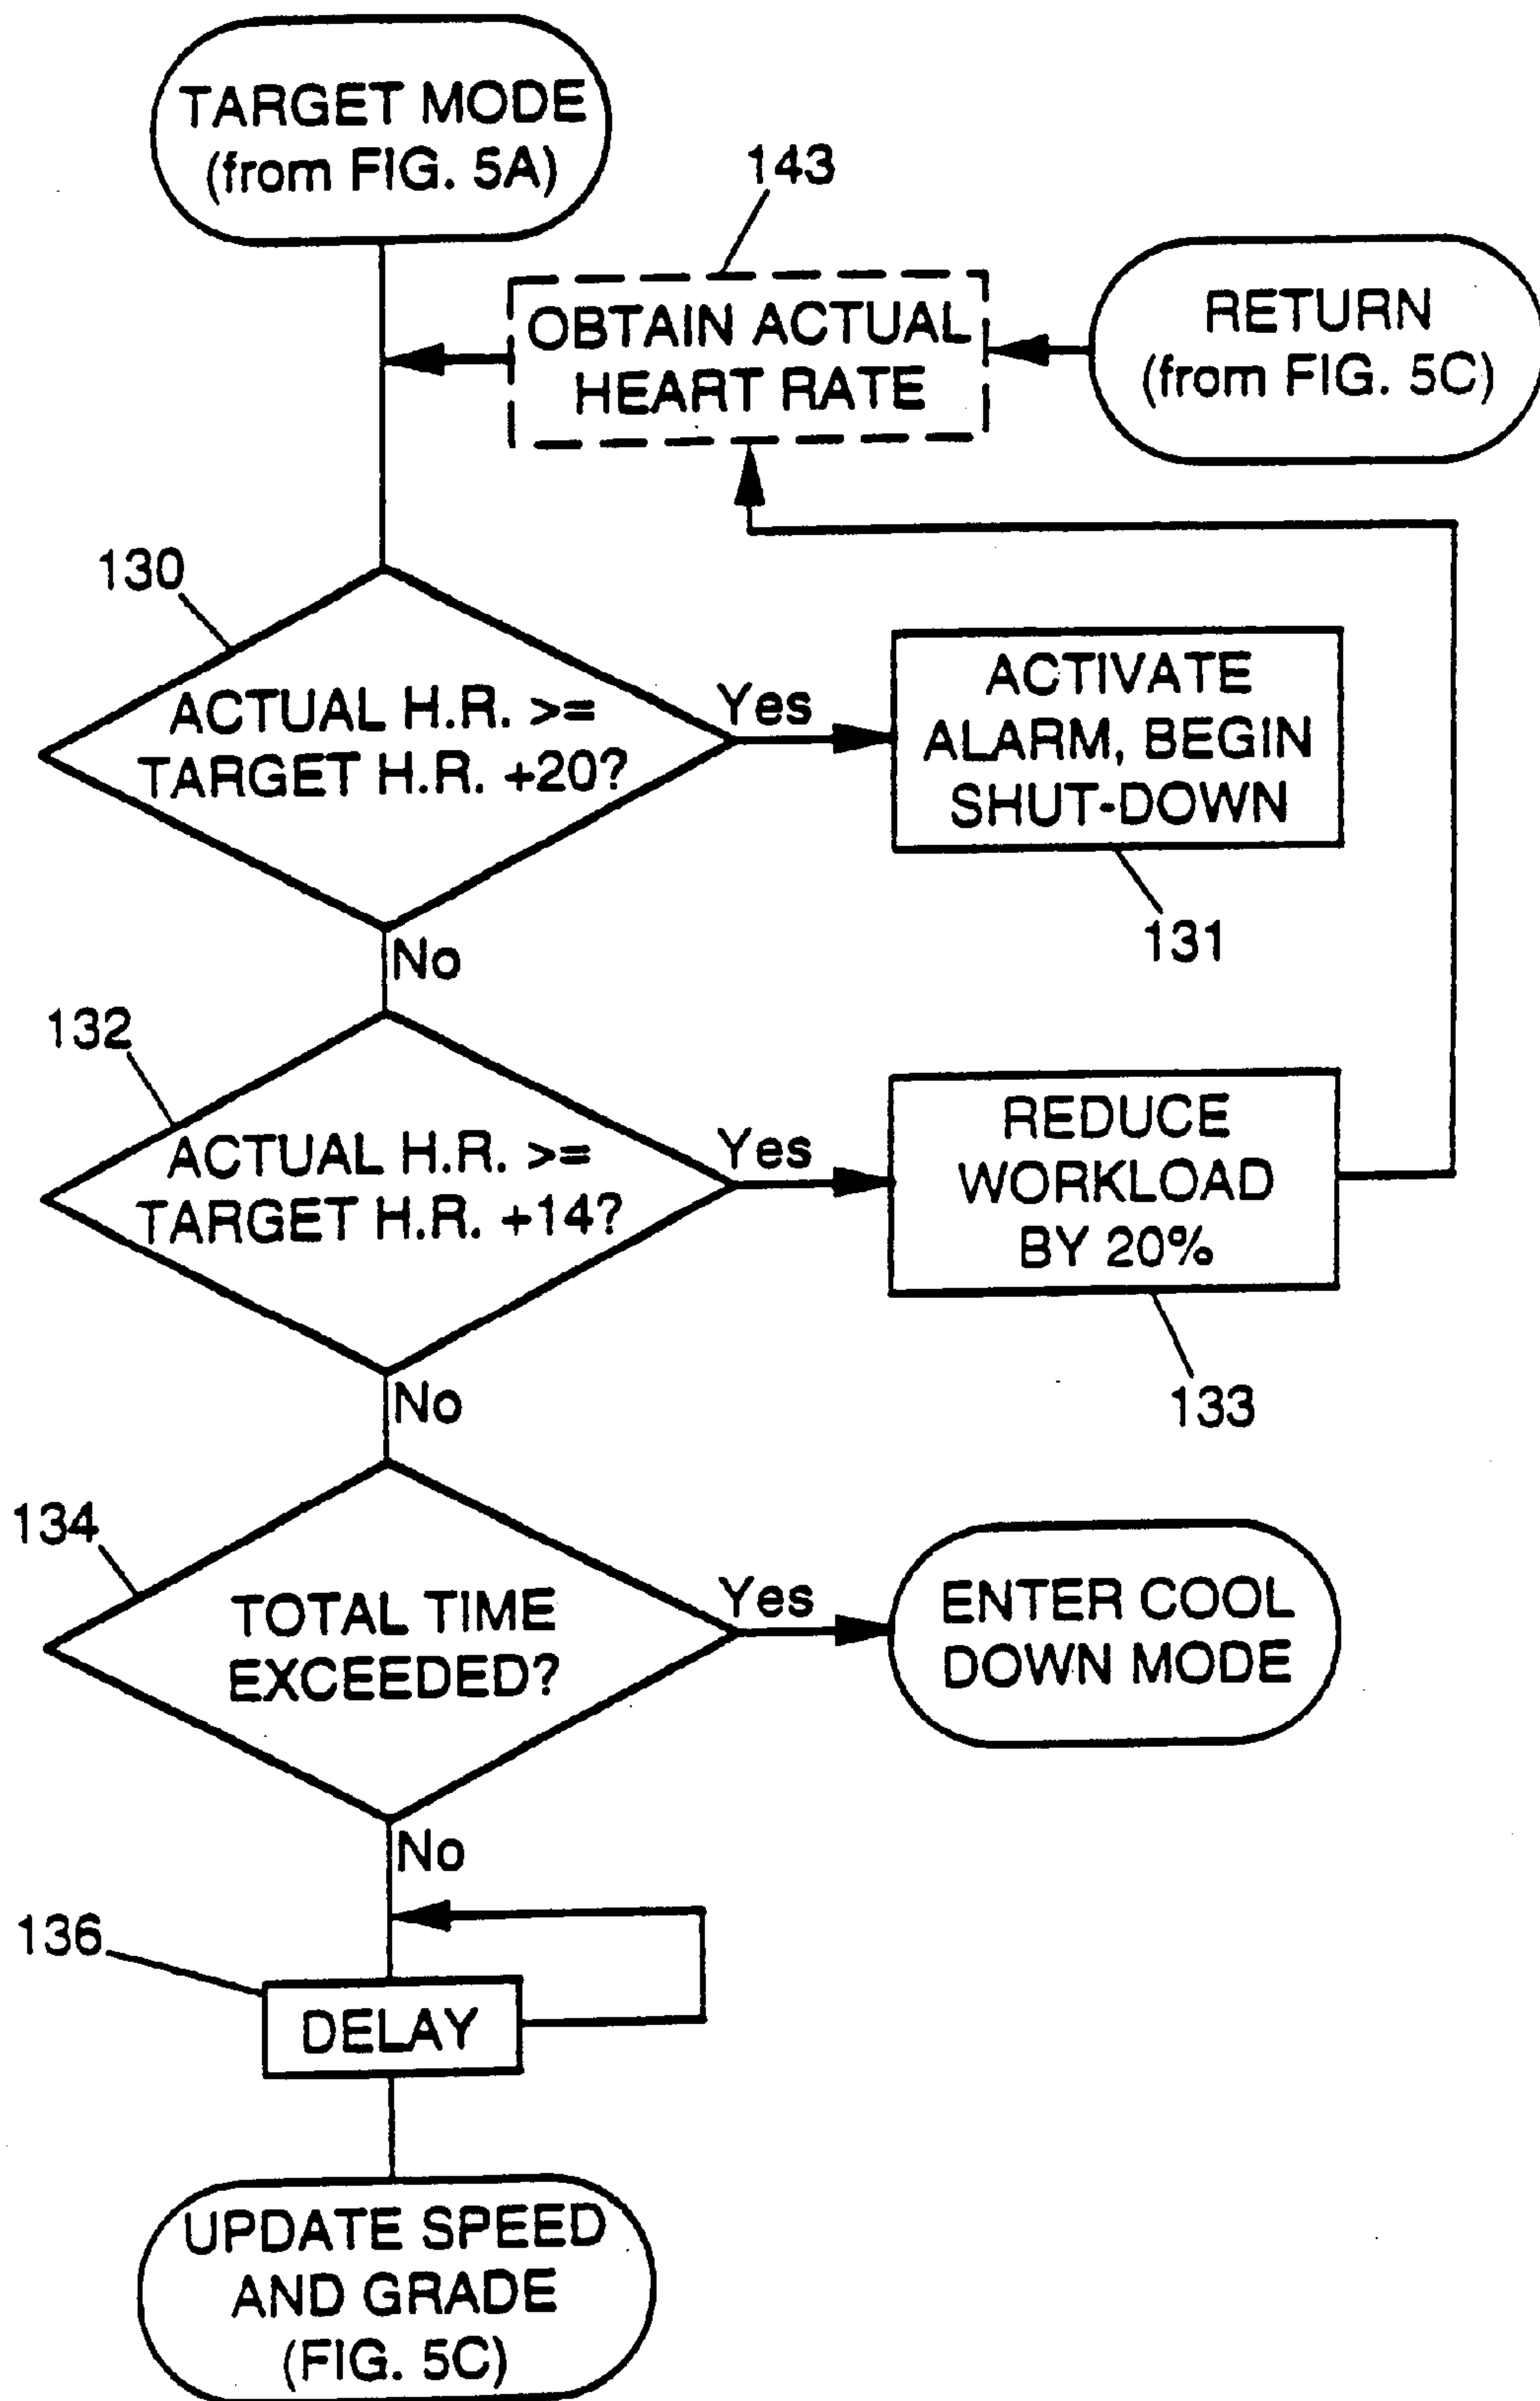 TARGET MODE
(from FIG. 5A)
143
OBTAIN ACTUAL
HEART RATE
RETURN
(from FIG. 5C)
130
ACTUAL H.R. >=
TARGET H.R. +20?
Yes
ACTIVATE
ALARM, BEGIN
SHUT-DOWN
131
No
132
ACTUAL H.R. >=
TARGET H.R. +14?
Yes
REDUCE
WORKLOAD
BY 20%
133
No
134
TOTAL TIME
EXCEEDED?
Yes
ENTER COOL
DOWN MODE
No
136
DELAY
UPDATE SPEED
AND GRADE
(FIG. 5C)